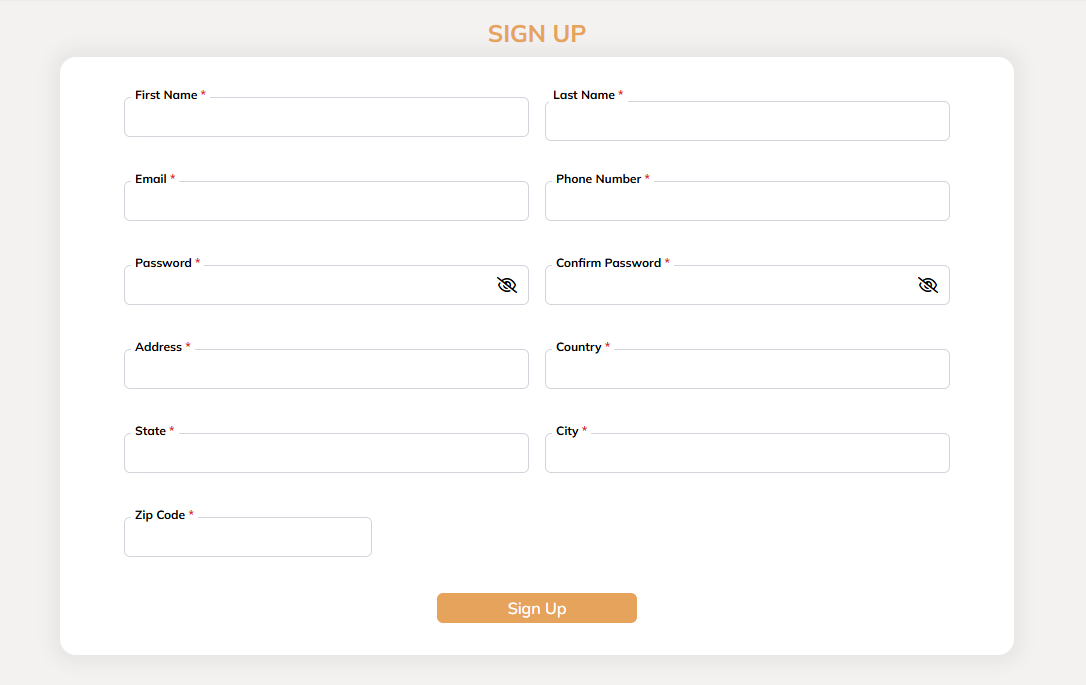 SIGN UP
First Name *
Last Name *
Email *
Phone Number *
Password *
Confirm Password *
Address *
Country *
State *
City *
Zip Code *
Sign Up